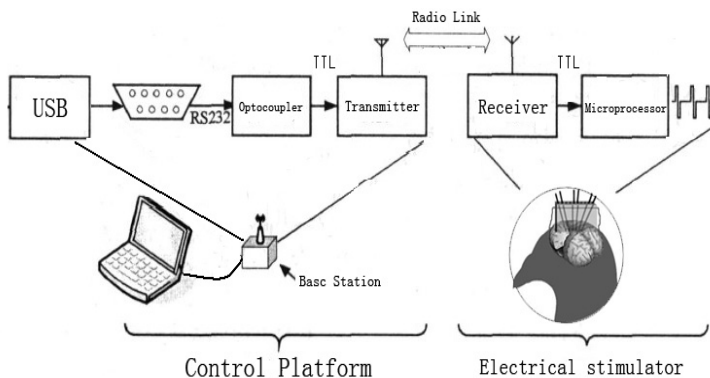 Radio Link
TTL
TTL
USB
RS232
Optocoupler
Transmitter
Receiver
Microprocessor
Basc Station
Control Platform
Electrical stimulator